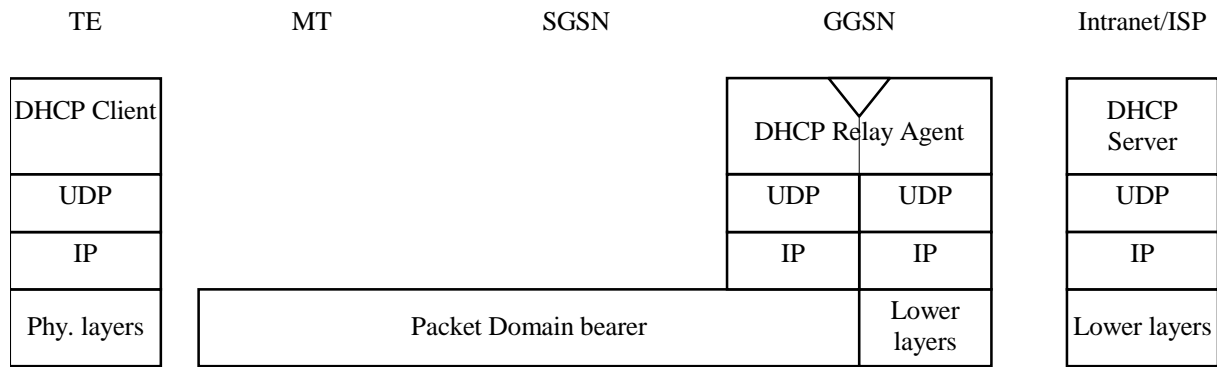 TE MT SGSN GGSN Intranet/ISP
DHCP Client
DHCP Relay Agent
DHCP
Server
UDP UDP UDP UDP
IP IP IP IP
Phy. layers Packet Domain bearer Lower
layers Lower layers